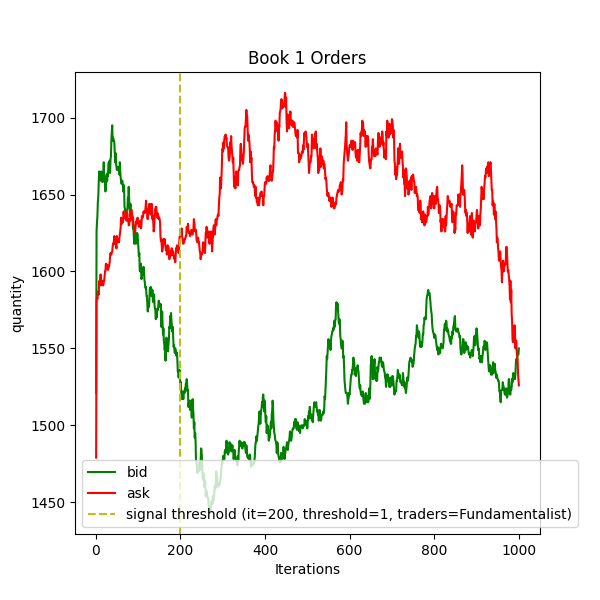 Book 1 Orders
quantity
1700
1650
1600
1550
1500
1450
bid
ask
signal threshold (it=200, threshold=1, traders=Fundamentalist)
0 200 400 600 800 1000
Iterations